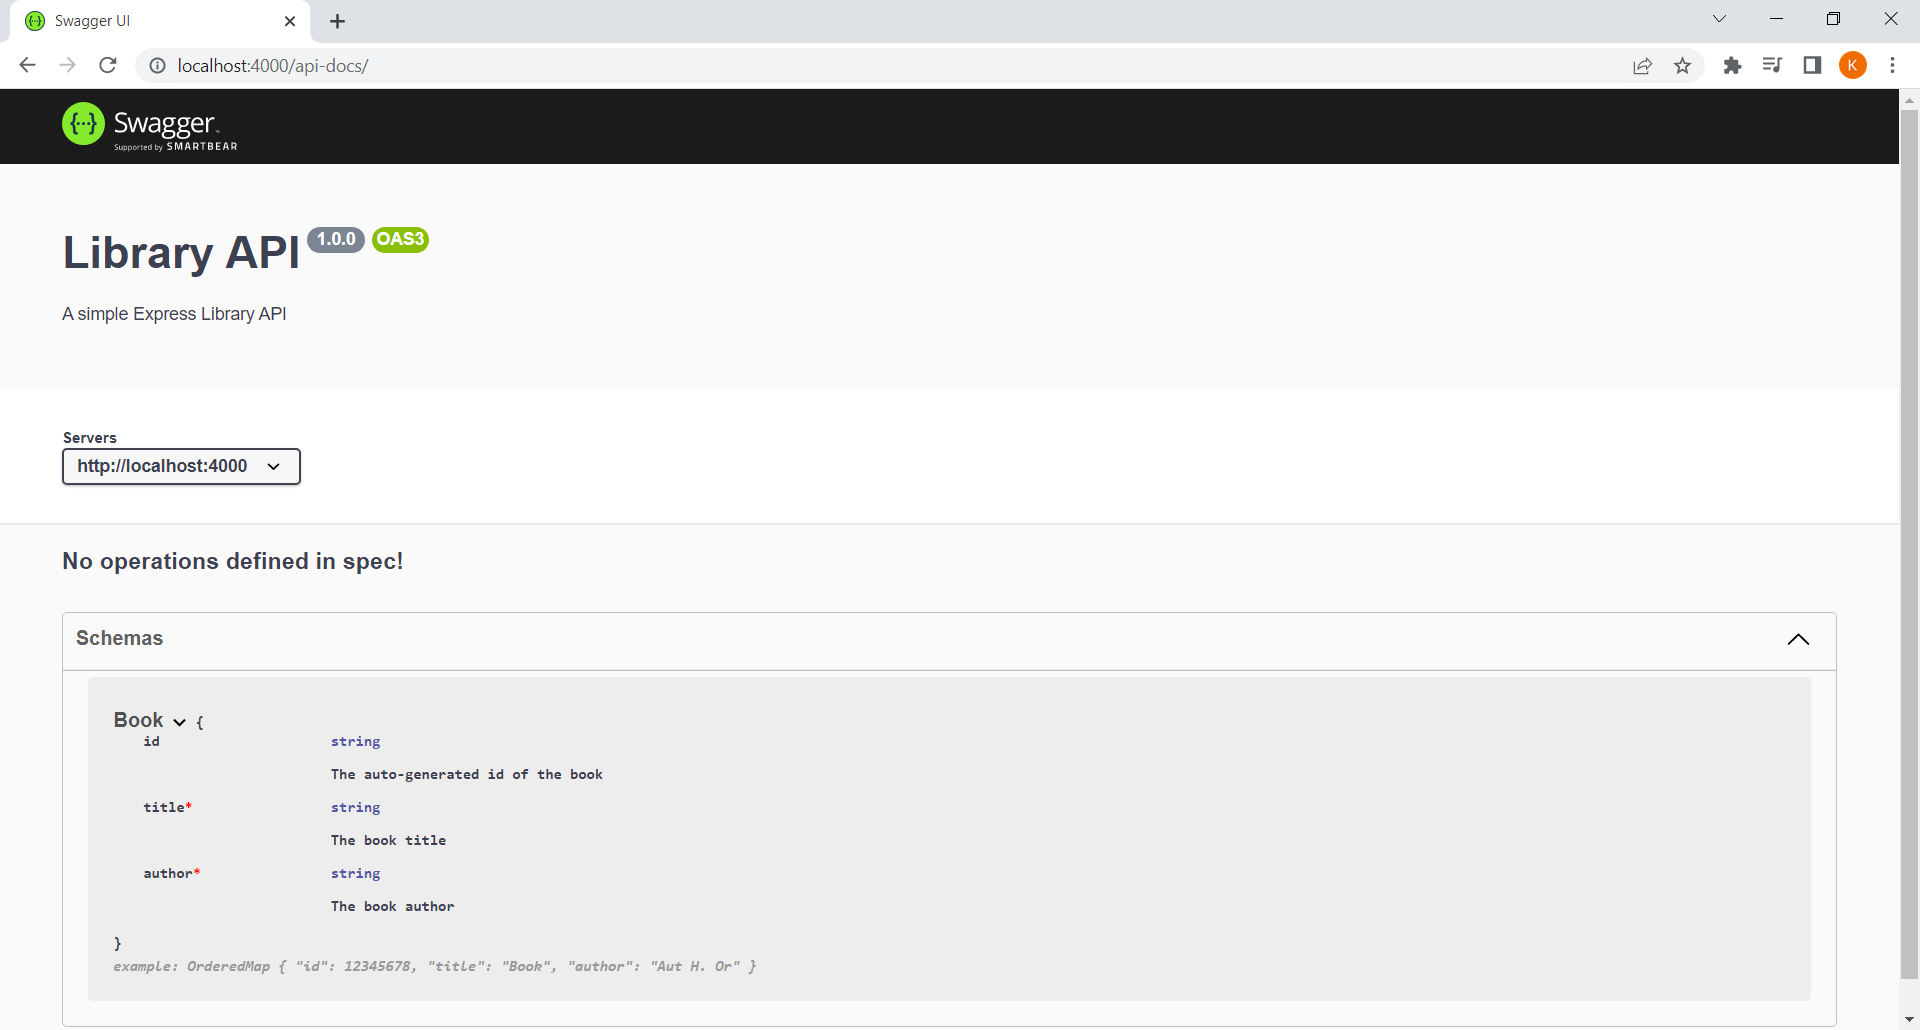 Swagger UI
localhost:4000/api-docs/
K
{···} Swagger™
Supported by SMARTBEAR
Library API 1.0.0 OAS3
A simple Express Library API
Servers
http://localhost:4000
No operations defined in spec!
Schemas
Book {
id string
The auto-generated id of the book
title* string
The book title
author* string
The book author
}
example: OrderedMap { "id": 12345678, "title": "Book", "author": "Aut H. Or" }